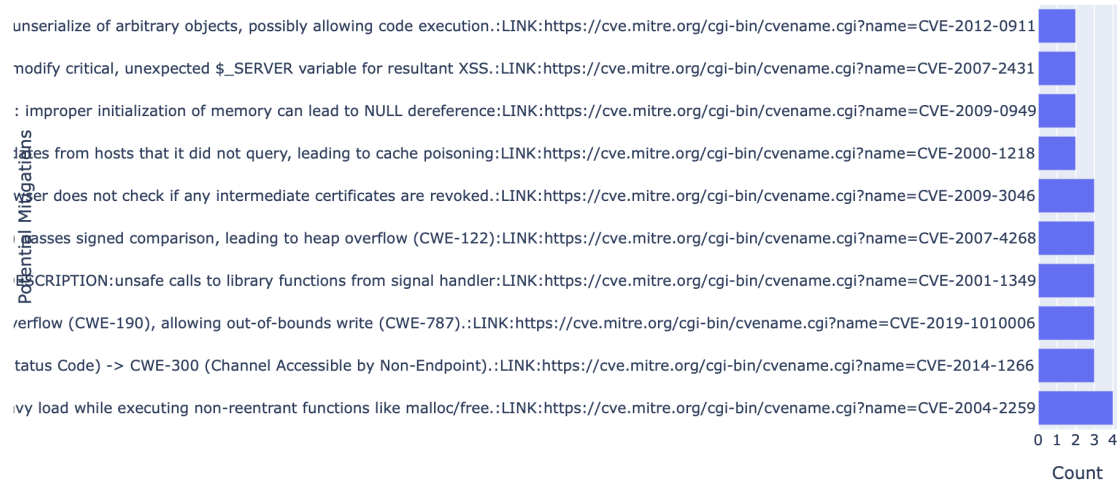 unserialize of arbitrary objects, possibly allowing code execution.:LINK:https://cve.mitre.org/cgi-bin/cvename.cgi?name=CVE-2012-0911
modify critical, unexpected $_SERVER variable for resultant XSS.:LINK:https://cve.mitre.org/cgi-bin/cvename.cgi?name=CVE-2007-2431
: improper initialization of memory can lead to NULL dereference:LINK:https://cve.mitre.org/cgi-bin/cvename.cgi?name=CVE-2009-0949
from hosts that it did not query, leading to cache poisoning:LINK:https://cve.mitre.org/cgi-bin/cvename.cgi?name=CVE-2000-1218
does not check if any intermediate certificates are revoked.:LINK:https://cve.mitre.org/cgi-bin/cvename.cgi?name=CVE-2009-3046
passes signed comparison, leading to heap overflow (CWE-122):LINK:https://cve.mitre.org/cgi-bin/cvename.cgi?name=CVE-2007-4268
ESCRIPTION:unsafe calls to library functions from signal handler:LINK:https://cve.mitre.org/cgi-bin/cvename.cgi?name=CVE-2001-1349
verflow (CWE-190), allowing out-of-bounds write (CWE-787).:LINK:https://cve.mitre.org/cgi-bin/cvename.cgi?name=CVE-2019-1010006
tatus Code) -> CWE-300 (Channel Accessible by Non-Endpoint).:LINK:https://cve.mitre.org/cgi-bin/cvename.cgi?name=CVE-2014-1266
vy load while executing non-reentrant functions like malloc/free.:LINK:https://cve.mitre.org/cgi-bin/cvename.cgi?name=CVE-2004-2259
Potential Mitigations
0 1 2 3 4
Count